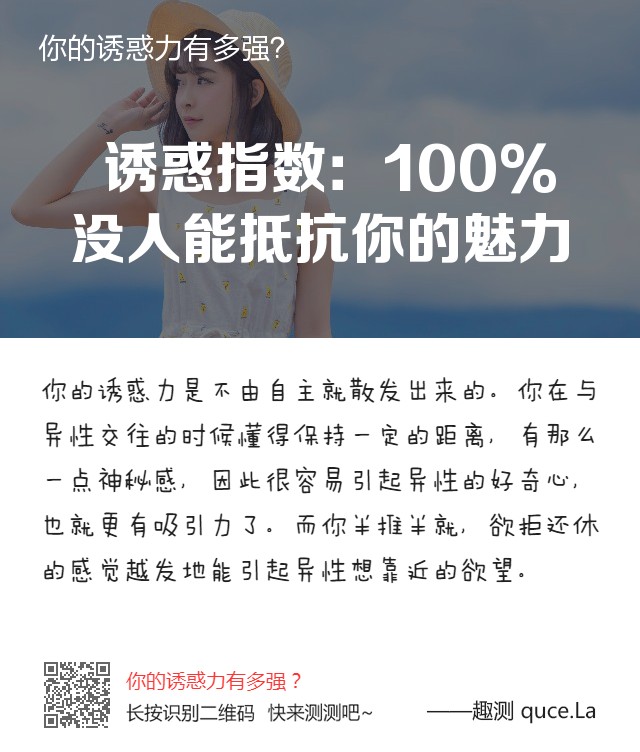 你的诱惑力有多强?
诱惑指数: 100%
没人能抵抗你的魅力
你的诱惑力是不由自主就散发出来的。你在与
异性交往的时候懂得保持一定的距离, 有那么
一点神秘感, 因此很容易引起异性的好奇心,
也就更有吸引力了。而你半推半就, 欲拒还休
的感觉越发地能引起异性想靠近的欲望。
你的诱惑力有多强？
长按识别二维码 快来测测吧~
——趣测 quce.La